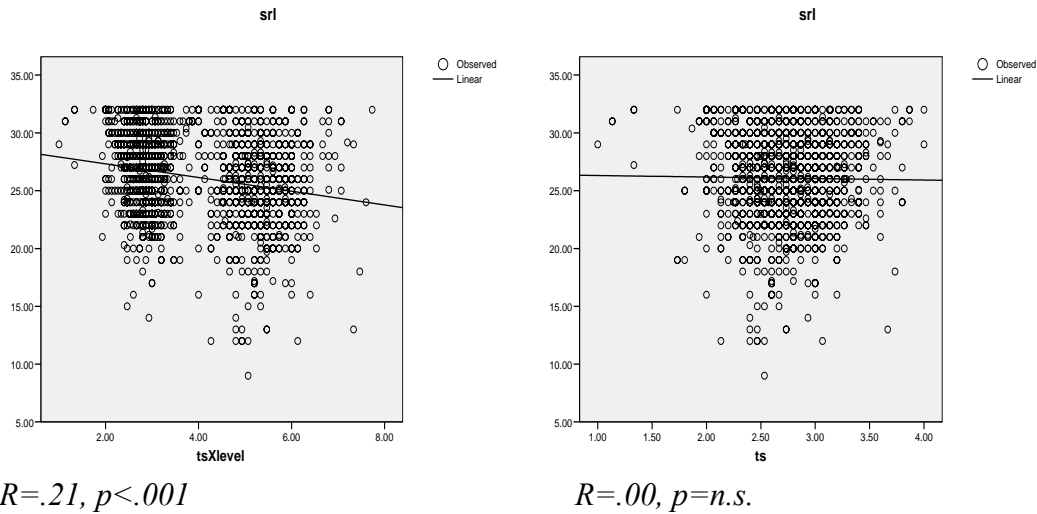 srl
Observed
Linear
35.00
30.00
25.00
20.00
15.00
10.00
5.00
2.00 4.00 6.00 8.00
tsXlevel
R=.21, p<.001
srl
Observed
Linear
35.00
30.00
25.00
20.00
15.00
10.00
5.00
1.00 1.50 2.00 2.50 3.00 3.50 4.00
ts
R=.00, p=n.s.